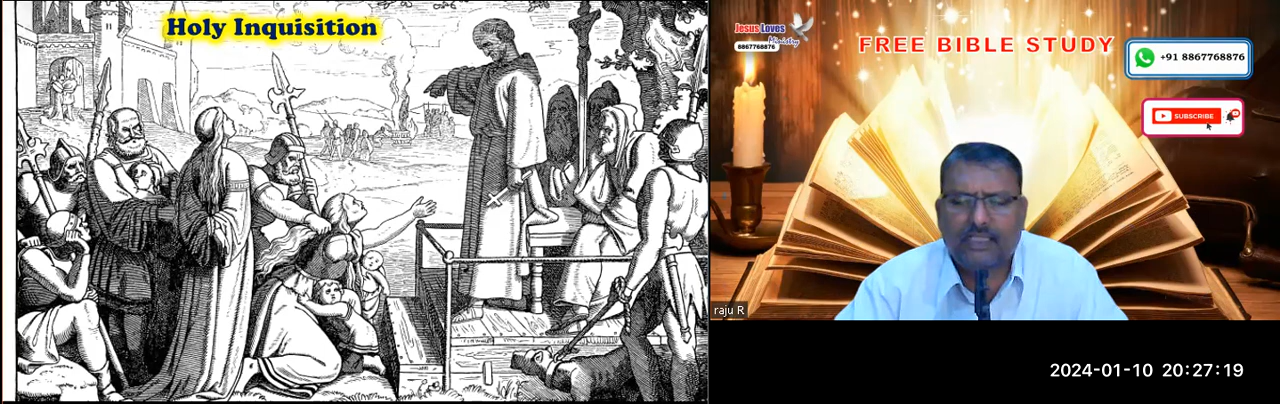 Holy Inquisition
Jesus Loves
Ministry
8867768876
FREE BIBLE STUDY
+91 8867768876
SUBSCRIBE
raju R
2024-01-10 20:27:19